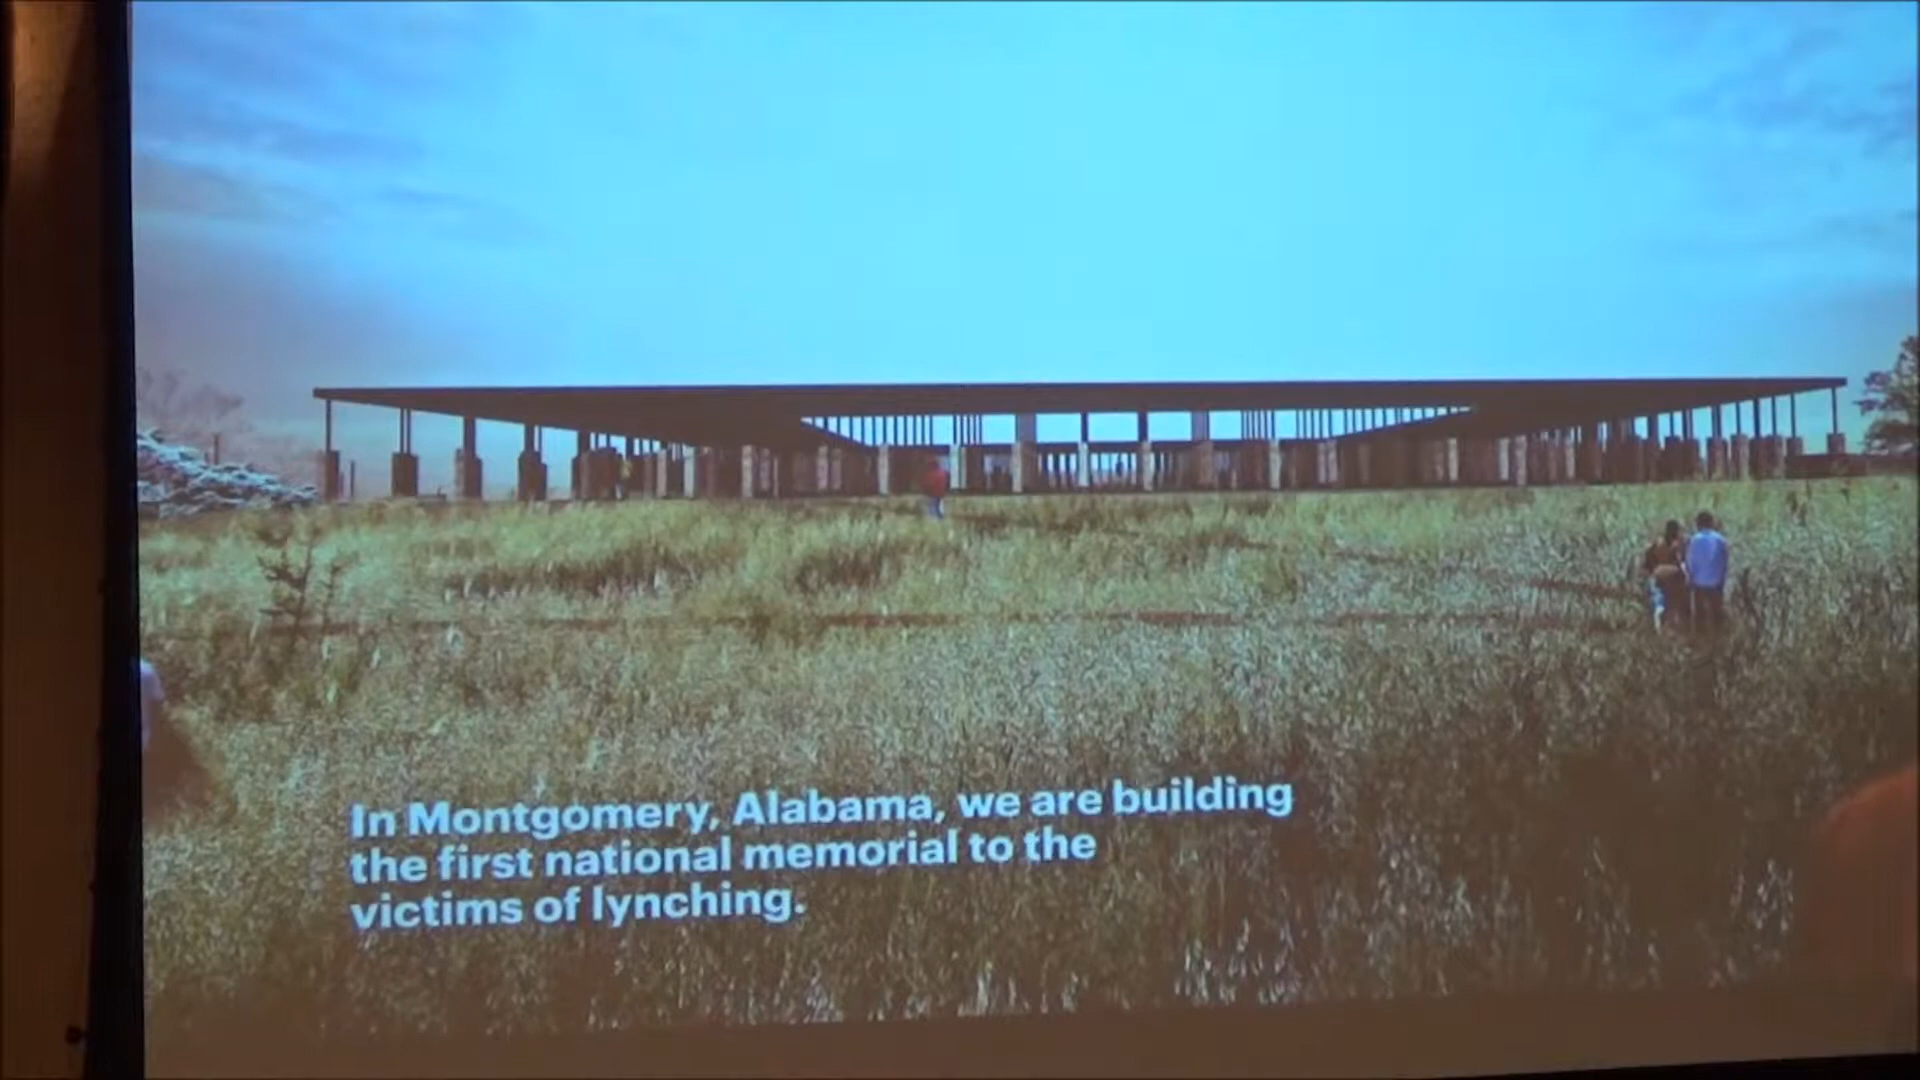 In Montgomery, Alabama, we are building
the first national memorial to the
victims of lynching.